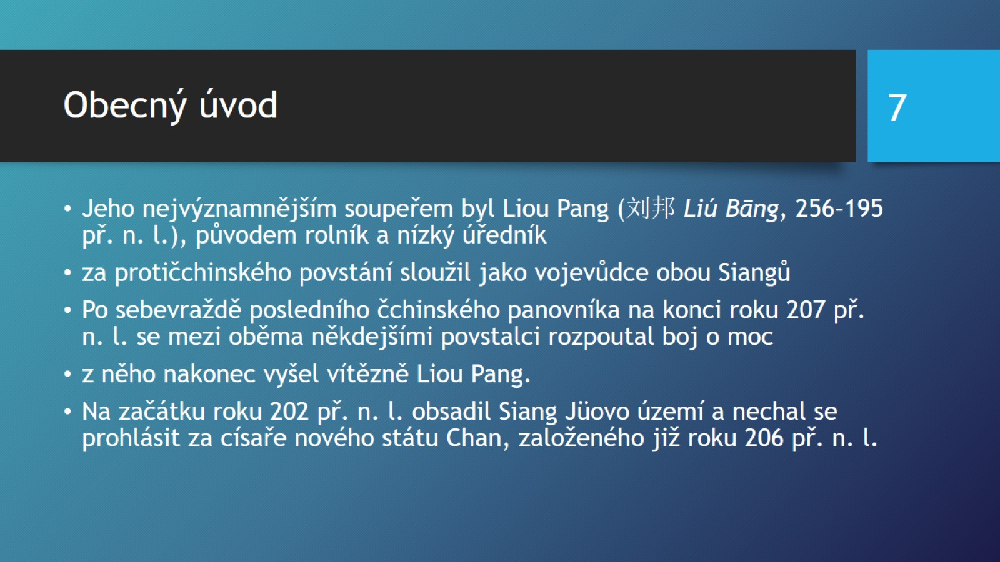 Obecný úvod
7
• Jeho nejvýznamnějším soupeřem byl Liou Pang (刘邦 Liú Bāng, 256–195
př. n. l.), původem rolník a nízký úředník
• za protičchinského povstání sloužil jako vojevůdce obou Siangů
• Po sebevraždě posledního čchinského panovníka na konci roku 207 př.
n. l. se mezi oběma někdejšími povstalci rozpoutal boj o moc
• z něho nakonec vyšel vítězně Liou Pang.
• Na začátku roku 202 př. n. l. obsadil Siang Jüovo území a nechal se
prohlásit za císaře nového státu Chan, založeného již roku 206 př. n. l.